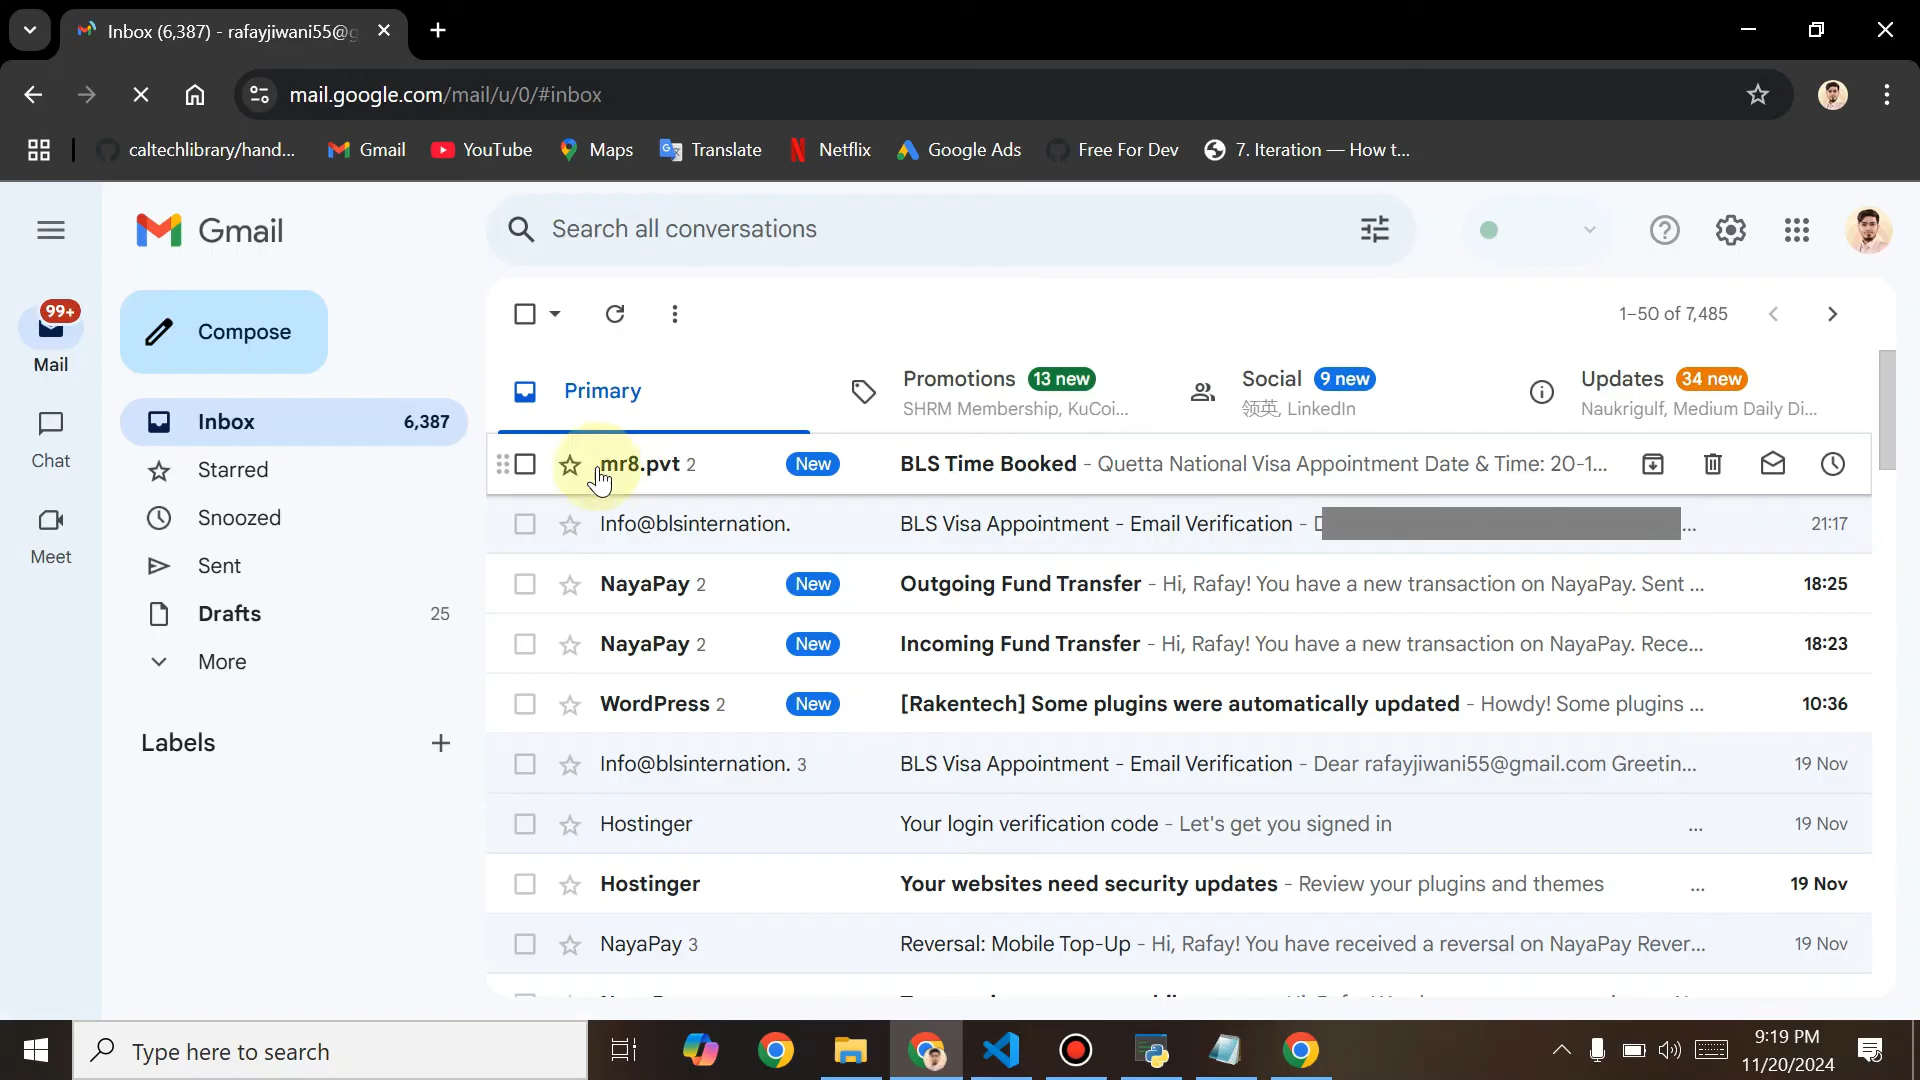 Inbox (6,387) - rafayjiwani55@g
mail.google.com/mail/u/0/#inbox
caltechlibrary/hand... Gmail YouTube Maps Translate Netflix Google Ads Free For Dev 7. Iteration — How t...
Gmail
Search all conversations
99+
Mail
Chat
Meet
Compose
Inbox 6,387
Starred
Snoozed
Sent
Drafts 25
More
Labels
1–50 of 7,485
Primary
Promotions 13 new
SHRM Membership, KuCoi...
Social 9 new
领英, LinkedIn
Updates 34 new
Naukrigulf, Medium Daily Di...
mr8.pvt 2 New BLS Time Booked - Quetta National Visa Appointment Date & Time: 20-1...
Info@blsinternation. BLS Visa Appointment - Email Verification - ... 21:17
NayaPay 2 New Outgoing Fund Transfer - Hi, Rafay! You have a new transaction on NayaPay. Sent ... 18:25
NayaPay 2 New Incoming Fund Transfer - Hi, Rafay! You have a new transaction on NayaPay. Rece... 18:23
WordPress 2 New [Rakentech] Some plugins were automatically updated - Howdy! Some plugins ... 10:36
Info@blsinternation. 3 BLS Visa Appointment - Email Verification - Dear rafayjiwani55@gmail.com Greetin... 19 Nov
Hostinger Your login verification code - Let's get you signed in ... 19 Nov
Hostinger Your websites need security updates - Review your plugins and themes ... 19 Nov
NayaPay 3 Reversal: Mobile Top-Up - Hi, Rafay! You have received a reversal on NayaPay Rever... 19 Nov
Type here to search
9:19 PM
11/20/2024